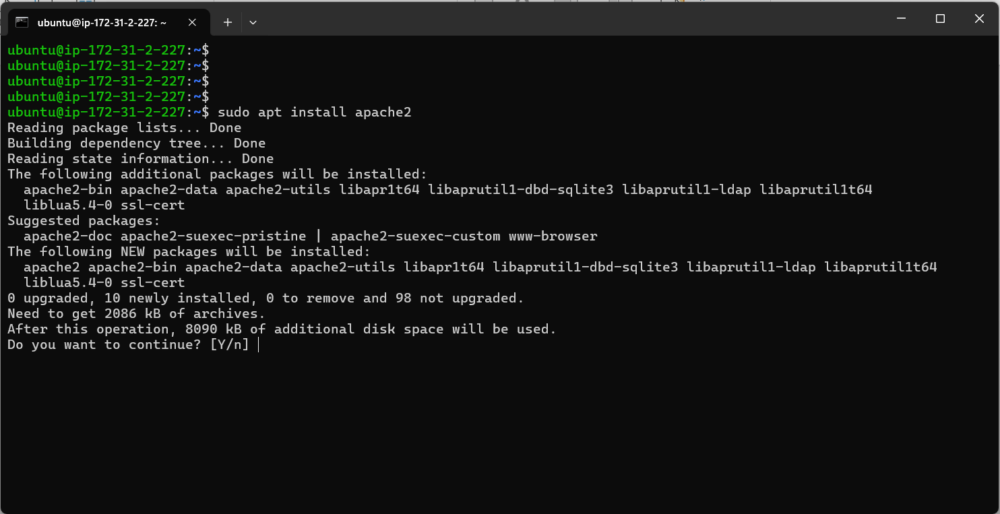 ubuntu@ip-172-31-2-227: ~
ubuntu@ip-172-31-2-227:~$
ubuntu@ip-172-31-2-227:~$
ubuntu@ip-172-31-2-227:~$
ubuntu@ip-172-31-2-227:~$
ubuntu@ip-172-31-2-227:~$ sudo apt install apache2
Reading package lists... Done
Building dependency tree... Done
Reading state information... Done
The following additional packages will be installed:
  apache2-bin apache2-data apache2-utils libapr1t64 libaprutil1-dbd-sqlite3 libaprutil1-ldap libaprutil1t64
  liblua5.4-0 ssl-cert
Suggested packages:
  apache2-doc apache2-suexec-pristine | apache2-suexec-custom www-browser
The following NEW packages will be installed:
  apache2 apache2-bin apache2-data apache2-utils libapr1t64 libaprutil1-dbd-sqlite3 libaprutil1-ldap libaprutil1t64
  liblua5.4-0 ssl-cert
0 upgraded, 10 newly installed, 0 to remove and 98 not upgraded.
Need to get 2086 kB of archives.
After this operation, 8090 kB of additional disk space will be used.
Do you want to continue? [Y/n]